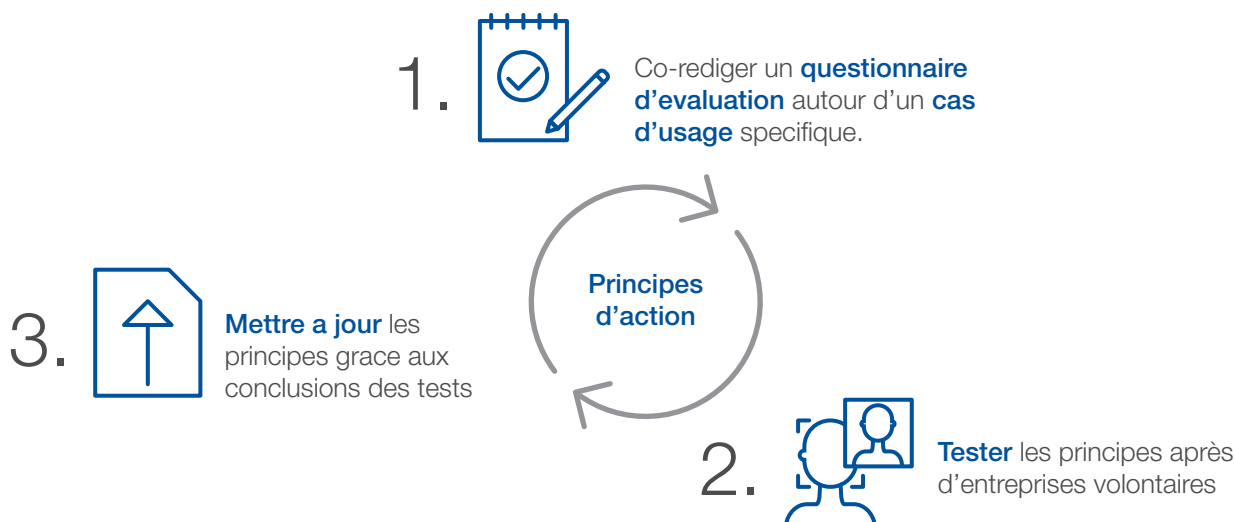 1.
Co-rediger un questionnaire
d'evaluation autour d'un cas
d'usage specifique.
Principes
d'action
3.
Mettre a jour les
principes grace aux
conclusions des tests
2.
Tester les principes après
d'entreprises volontaires